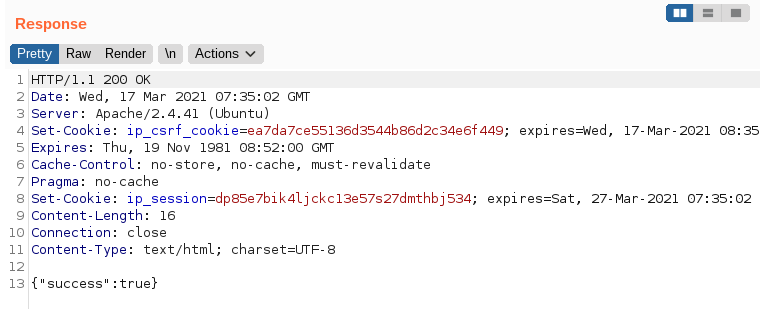 Response
Pretty Raw Render \n Actions
1 HTTP/1.1 200 OK
2 Date: Wed, 17 Mar 2021 07:35:02 GMT
3 Server: Apache/2.4.41 (Ubuntu)
4 Set-Cookie: ip_csrf_cookie=ea7da7ce55136d3544b86d2c34e6f449; expires=Wed, 17-Mar-2021 08:35
5 Expires: Thu, 19 Nov 1981 08:52:00 GMT
6 Cache-Control: no-store, no-cache, must-revalidate
7 Pragma: no-cache
8 Set-Cookie: ip_session=dp85e7bik4ljckc13e57s27dmthbj534; expires=Sat, 27-Mar-2021 07:35:02
9 Content-Length: 16
10 Connection: close
11 Content-Type: text/html; charset=UTF-8
12
13 {"success":true}